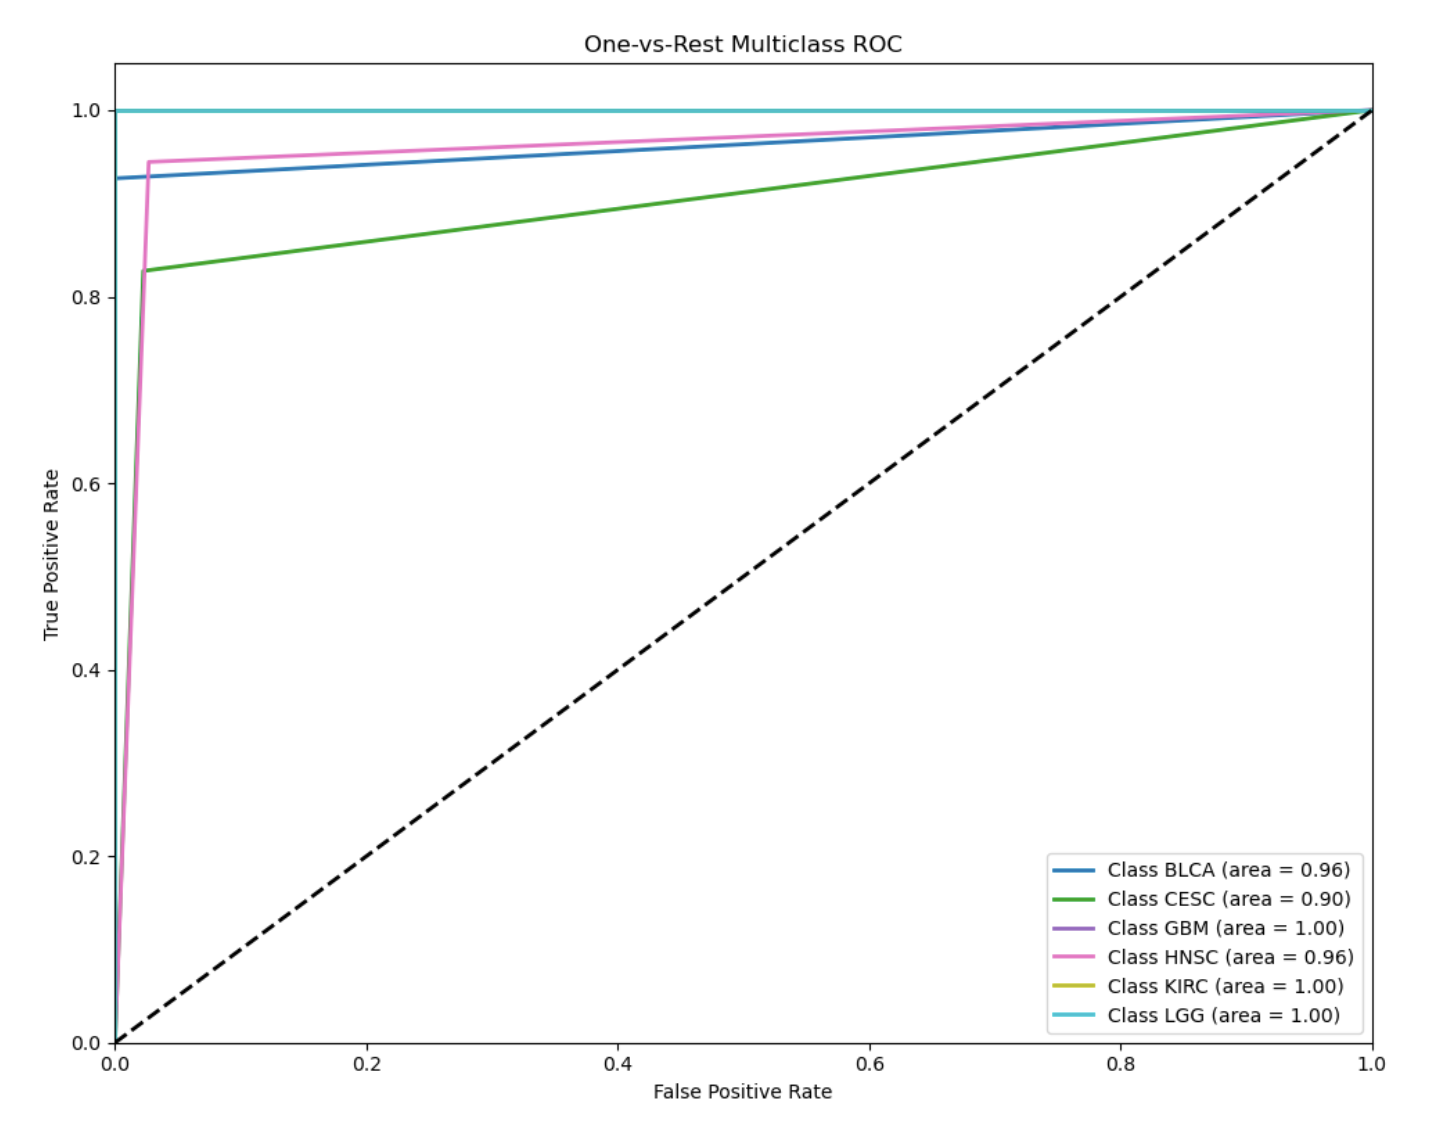 One-vs-Rest Multiclass ROC
1.0
0.8
0.6
0.4
0.2
0.0
True Positive Rate
0.0 0.2 0.4 0.6 0.8 1.0
False Positive Rate
Class BLCA (area = 0.96)
Class CESC (area = 0.90)
Class GBM (area = 1.00)
Class HNSC (area = 0.96)
Class KIRC (area = 1.00)
Class LGG (area = 1.00)